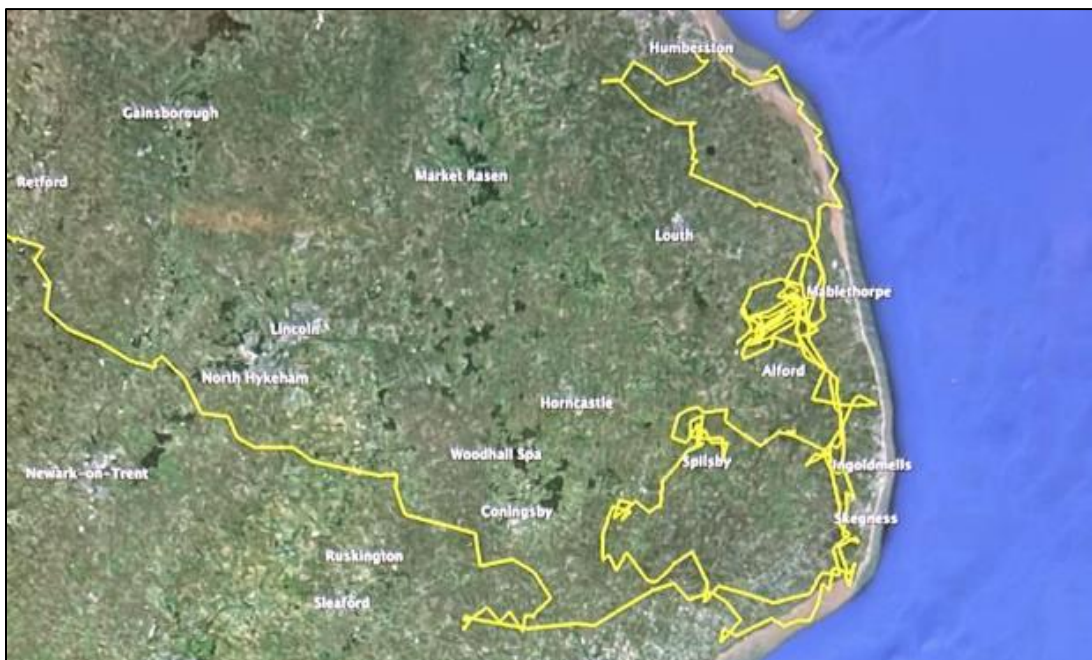 Humberston
Gainsborough
Market Rasen
Retford
Louth
Mablethorpe
Lincoln
Alford
North Hykeham
Horncastle
Woodhall Spa
Spilsby
Ingoldmells
Newark-on-Trent
Coningsby
Skegness
Ruskington
Sleaford